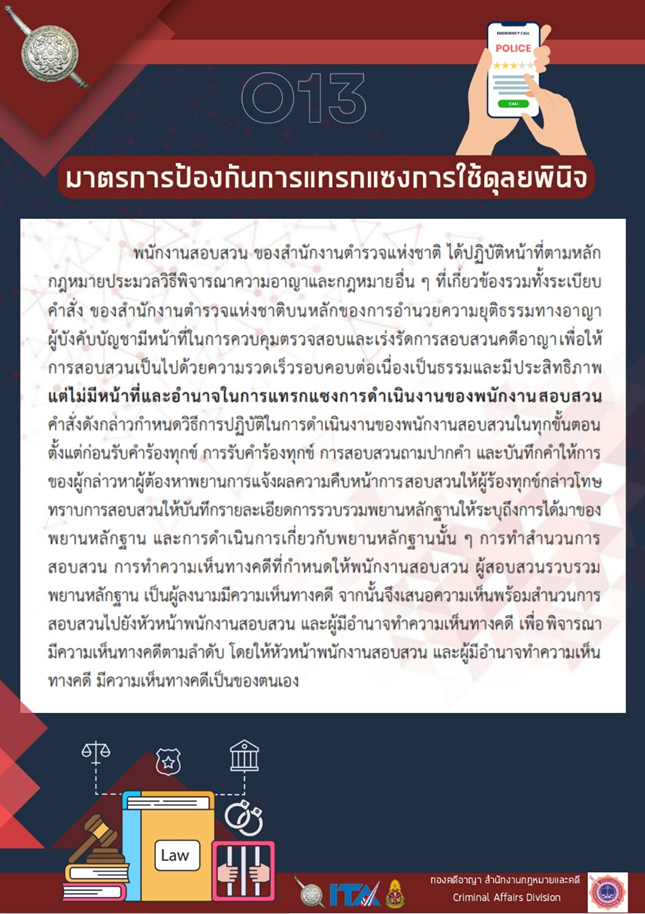 EMERGENCY CALL
POLICE
CALL
O13
มาตรการป้องกันการแทรกแซงการใช้ดุลยพินิจ
พนักงานสอบสวน ของสำนักงานตำรวจแห่งชาติ ได้ปฏิบัติหน้าที่ตามหลัก
กฎหมายประมวลวิธีพิจารณาความอาญาและกฎหมายอื่น ๆ ที่เกี่ยวข้องรวมทั้งระเบียบ
คำสั่ง ของสำนักงานตำรวจแห่งชาติบนหลักของการอำนวยความยุติธรรมทางอาญา
ผู้บังคับบัญชามีหน้าที่ในการควบคุมตรวจสอบและเร่งรัดการสอบสวนคดีอาญาเพื่อให้
การสอบสวนเป็นไปด้วยความรวดเร็วรอบคอบต่อเนื่องเป็นธรรมและมีประสิทธิภาพ
แต่ไม่มีหน้าที่และอำนาจในการแทรกแซงการดำเนินงานของพนักงานสอบสวน
คำสั่งดังกล่าวกำหนดวิธีการปฏิบัติในการดำเนินงานของพนักงานสอบสวนในทุกขั้นตอน
ตั้งแต่ก่อนรับคำร้องทุกข์ การรับคำร้องทุกข์ การสอบสวนถามปากคำ และบันทึกคำให้การ
ของผู้กล่าวหาผู้ต้องหาพยานการแจ้งผลความคืบหน้าการสอบสวนให้ผู้ร้องทุกข์กล่าวโทษ
ทราบการสอบสวนให้บันทึกรายละเอียดการรวบรวมพยานหลักฐานให้ระบุถึงการได้มาของ
พยานหลักฐาน และการดำเนินการเกี่ยวกับพยานหลักฐานนั้น ๆ การทำสำนวนการ
สอบสวน การทำความเห็นทางคดีที่กำหนดให้พนักงานสอบสวน ผู้สอบสวนรวบรวม
พยานหลักฐาน เป็นผู้ลงนามมีความเห็นทางคดี จากนั้นจึงเสนอความเห็นพร้อมสำนวนการ
สอบสวนไปยังหัวหน้าพนักงานสอบสวน และผู้มีอำนาจทำความเห็นทางคดี เพื่อพิจารณา
มีความเห็นทางคดีตามลำดับ โดยให้หัวหน้าพนักงานสอบสวน และผู้มีอำนาจทำความเห็น
ทางคดี มีความเห็นทางคดีเป็นของตนเอง
Law
ITA
กองคดีอาญา สำนักงานกฎหมายและคดี
Criminal Affairs Division